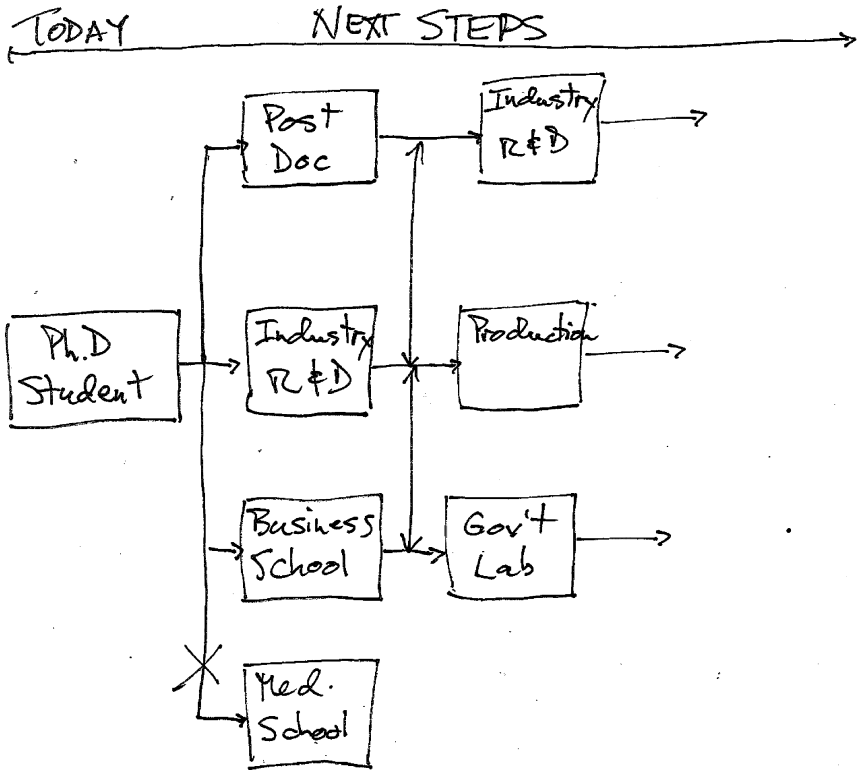 TODAY
NEXT STEPS
Post
Doc
Industry
R&D
Ph.D
Student
Industry
R&D
Production
Business
School
Gov't
Lab
Med.
School